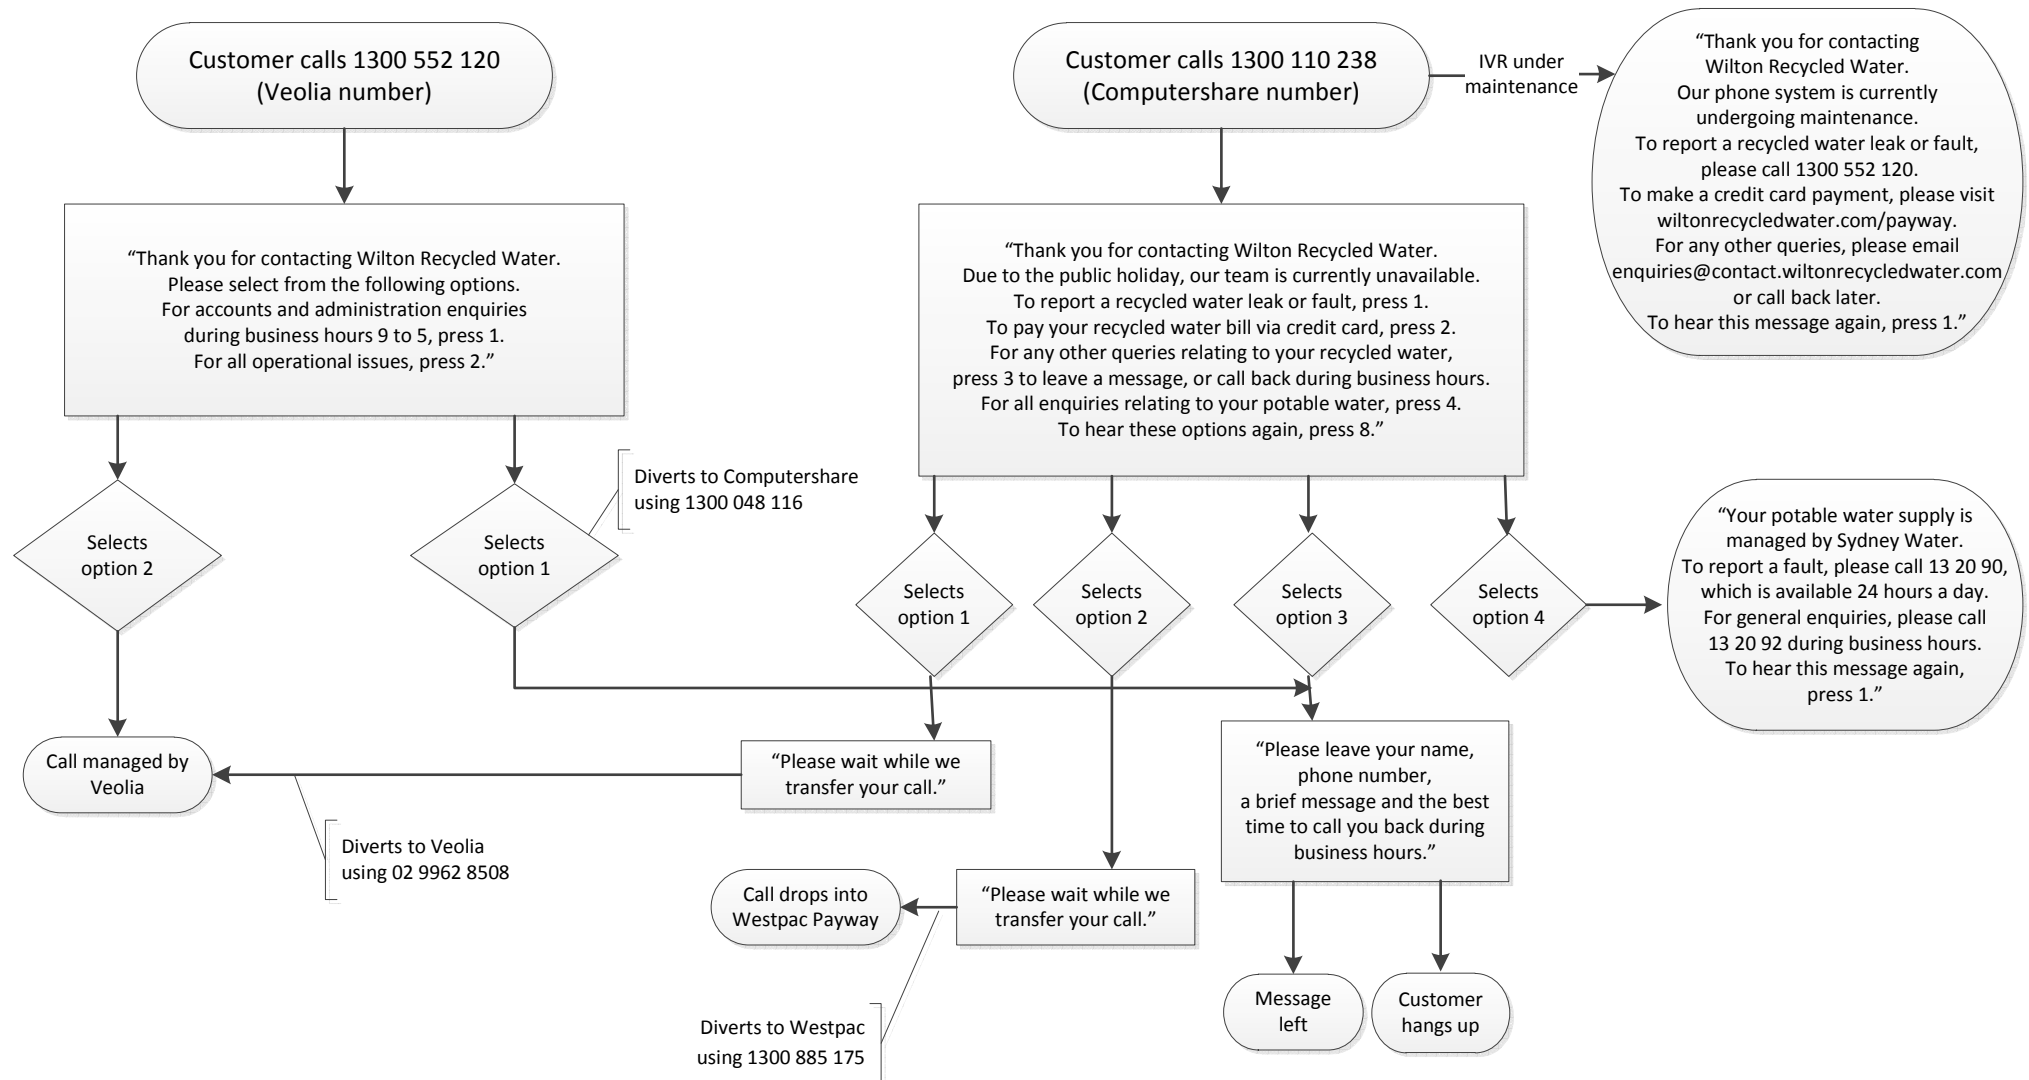 Customer calls 1300 552 120
(Veolia number)
Customer calls 1300 110 238
(Computershare number)
IVR under
maintenance
“Thank you for contacting
Wilton Recycled Water.
Our phone system is currently
undergoing maintenance.
To report a recycled water leak or fault,
please call 1300 552 120.
To make a credit card payment, please visit
wiltonrecycledwater.com/payway.
For any other queries, please email
enquiries@contact.wiltonrecycledwater.com
or call back later.
To hear this message again, press 1.”
“Thank you for contacting Wilton Recycled Water.
Please select from the following options.
For accounts and administration enquiries
during business hours 9 to 5, press 1.
For all operational issues, press 2.”
“Thank you for contacting Wilton Recycled Water.
Due to the public holiday, our team is currently unavailable.
To report a recycled water leak or fault, press 1.
To pay your recycled water bill via credit card, press 2.
For any other queries relating to your recycled water,
press 3 to leave a message, or call back during business hours.
For all enquiries relating to your potable water, press 4.
To hear these options again, press 8.”
Diverts to Computershare
using 1300 048 116
Selects
option 2
Selects
option 1
Selects
option 1
Selects
option 2
Selects
option 3
Selects
option 4
“Your potable water supply is
managed by Sydney Water.
To report a fault, please call 13 20 90,
which is available 24 hours a day.
For general enquiries, please call
13 20 92 during business hours.
To hear this message again,
press 1.”
Call managed by
Veolia
“Please wait while we
transfer your call.”
“Please leave your name,
phone number,
a brief message and the best
time to call you back during
business hours.”
Diverts to Veolia
using 02 9962 8508
Call drops into
Westpac Payway
“Please wait while we
transfer your call.”
Diverts to Westpac
using 1300 885 175
Message
left
Customer
hangs up